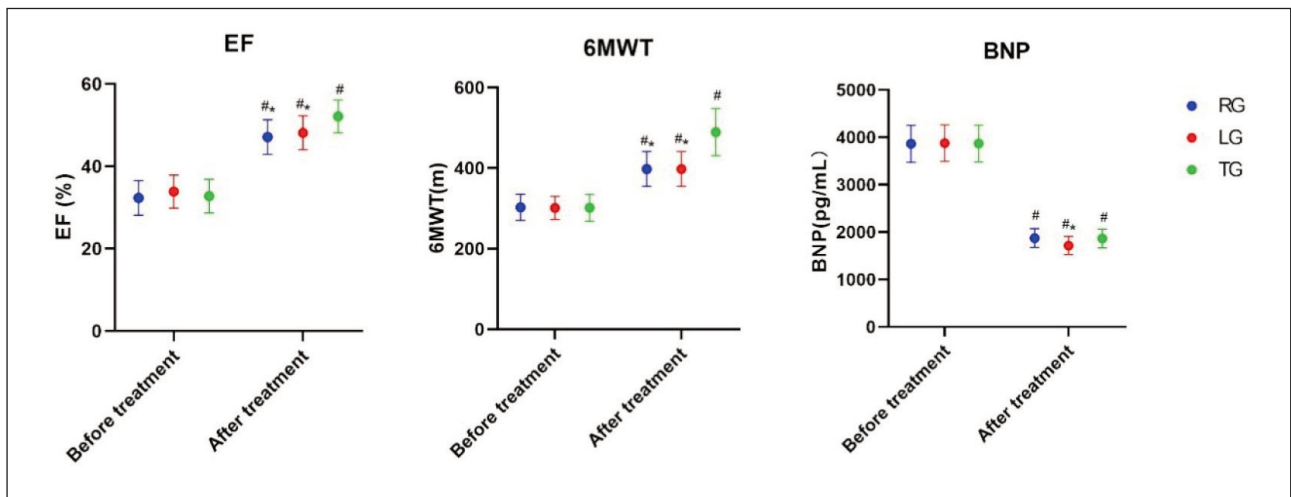 EF
60
40
20
0
EF (%)
#*
#*
#
Before treatment
After treatment
6MWT
600
400
200
0
6MWT(m)
#*
#*
#
Before treatment
After treatment
BNP
5000
4000
3000
2000
1000
0
BNP(pg/mL)
#
#*
#
Before treatment
After treatment
RG
LG
TG